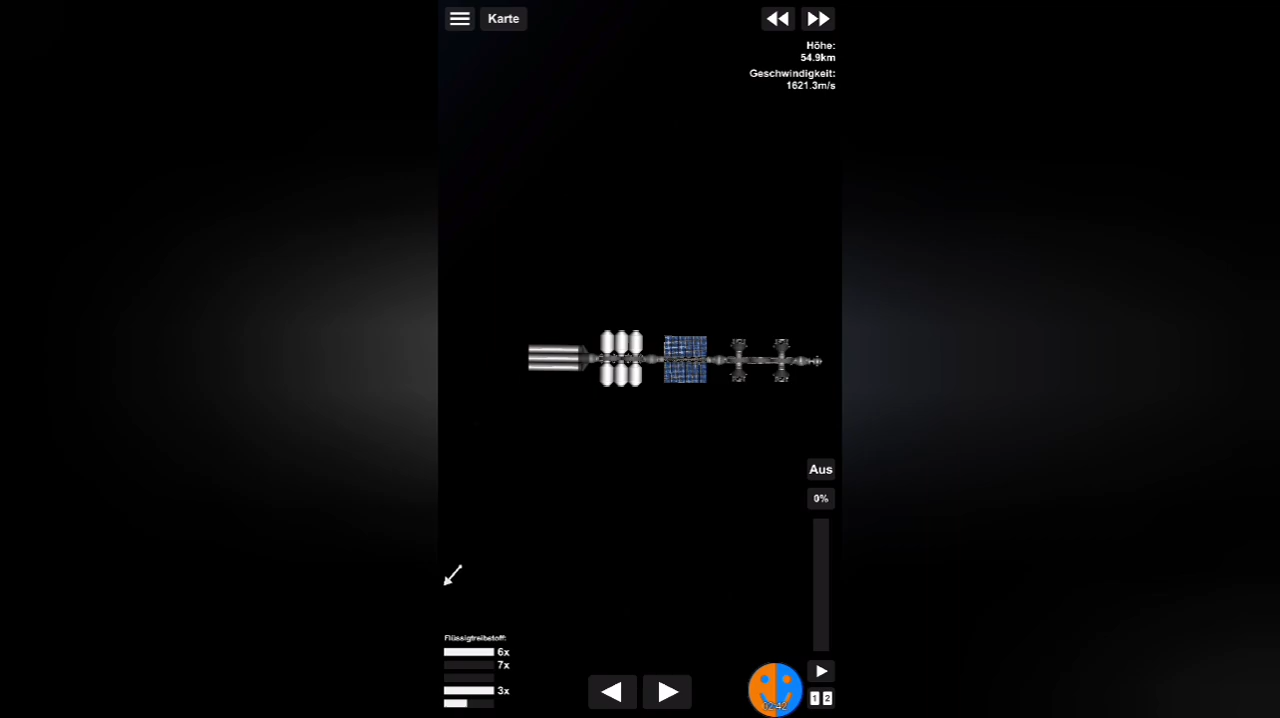 Karte
Höhe:
54.9km
Geschwindigkeit:
1621.3m/s
Aus
0%
Flüssigtreibstoff:
6x
7x
3x
1 2